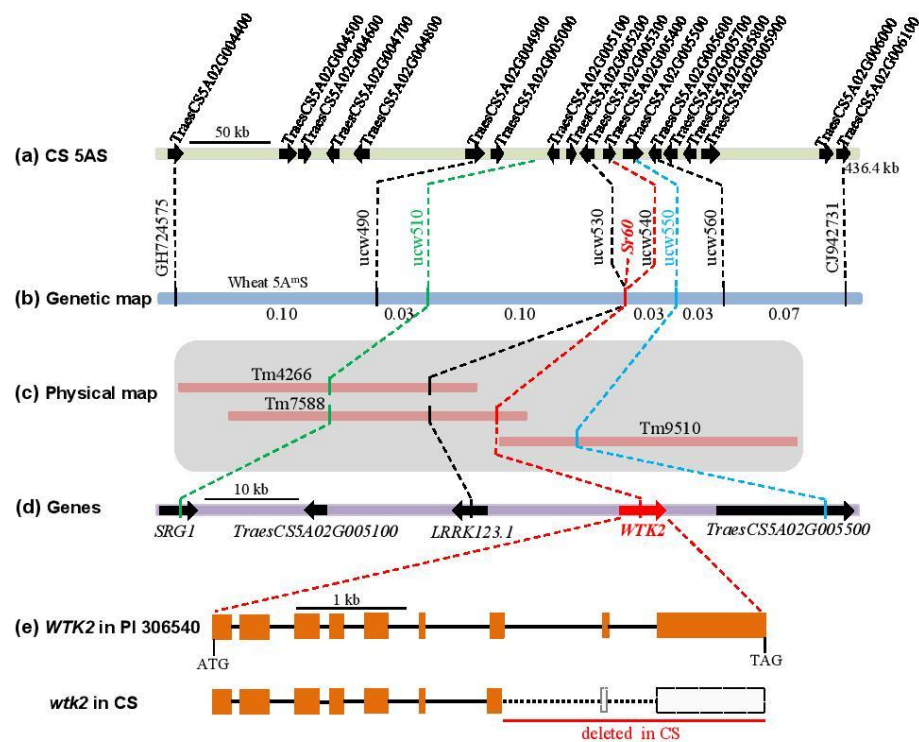 TraesCS5A02G004400
TraesCS5A02G004500
TraesCS5A02G004600
TraesCS5A02G004700
TraesCS5A02G004800
TraesCS5A02G004900
TraesCS5A02G005000
TraesCS5A02G005100
TraesCS5A02G005200
TraesCS5A02G005300
TraesCS5A02G005400
TraesCS5A02G005500
TraesCS5A02G005600
TraesCS5A02G005700
TraesCS5A02G005800
TraesCS5A02G005900
TraesCS5A02G006000
TraesCS5A02G006100
50 kb
(a) CS 5AS
436.4 kb
GH724575
ucw490
ucw510
ucw530
Sr60
ucw540
ucw550
ucw560
CJ942731
Wheat 5AᵐS
(b) Genetic map
0.10
0.03
0.10
0.03
0.03
0.07
Tm4266
(c) Physical map
Tm7588
Tm9510
(d) Genes
10 kb
SRG1
TraesCS5A02G005100
LRRK123.1
WTK2
TraesCS5A02G005500
1 kb
(e) WTK2 in PI 306540
ATG
TAG
wtk2 in CS
deleted in CS